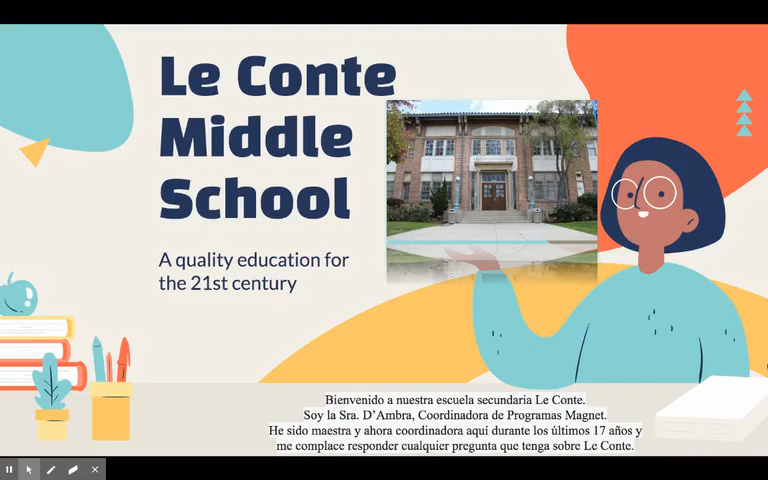 Le Conte
Middle
School
A quality education for
the 21st century
Bienvenido a nuestra escuela secundaria Le Conte.
Soy la Sra. D'Ambra, Coordinadora de Programas Magnet.
He sido maestra y ahora coordinadora aquí durante los últimos 17 años y
me complace responder cualquier pregunta que tenga sobre Le Conte.